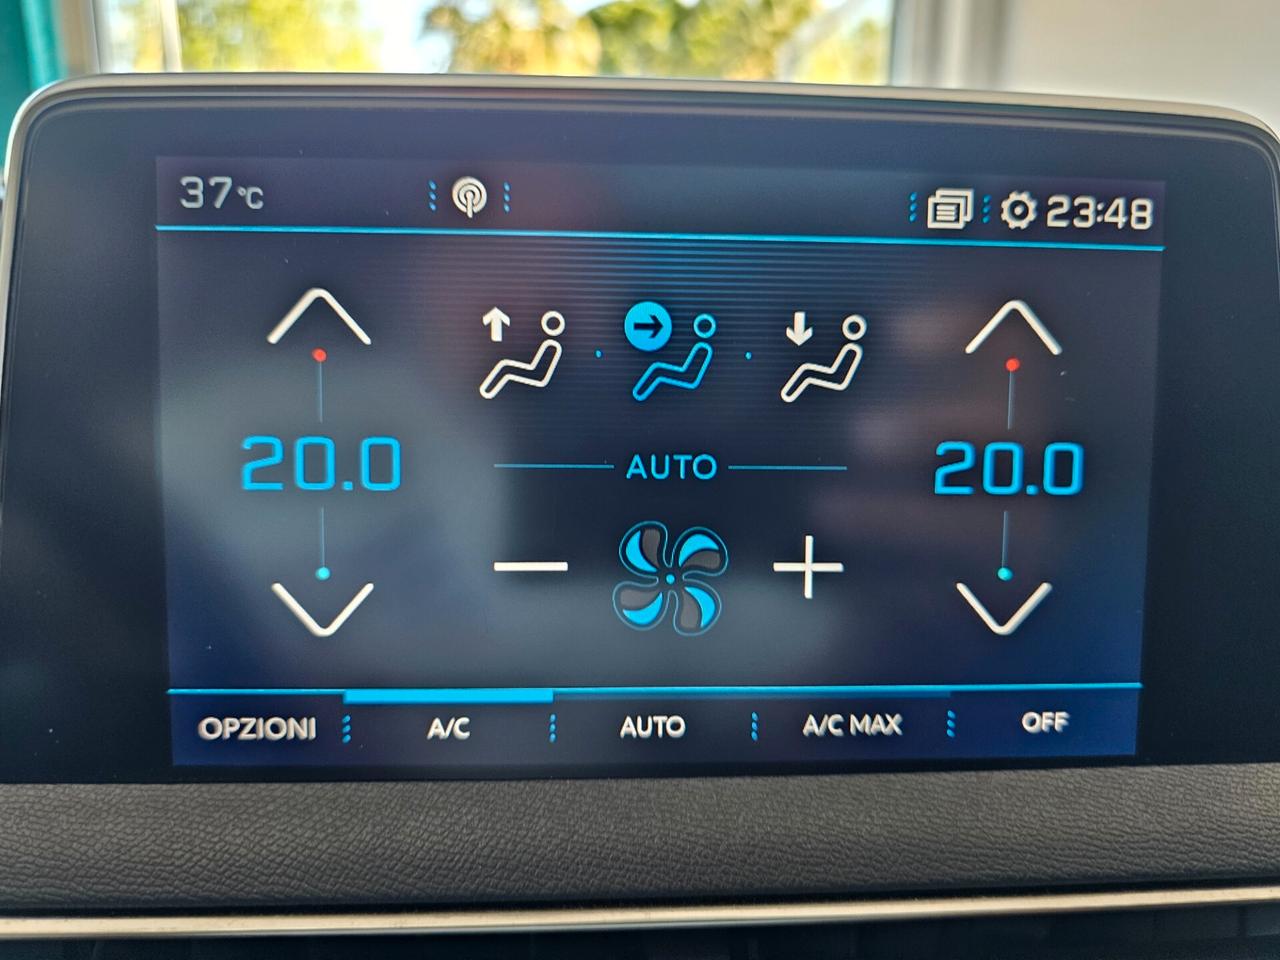 37°C
23:48
20.0
AUTO
20.0
OPZIONI
A/C
AUTO
A/C MAX
OFF